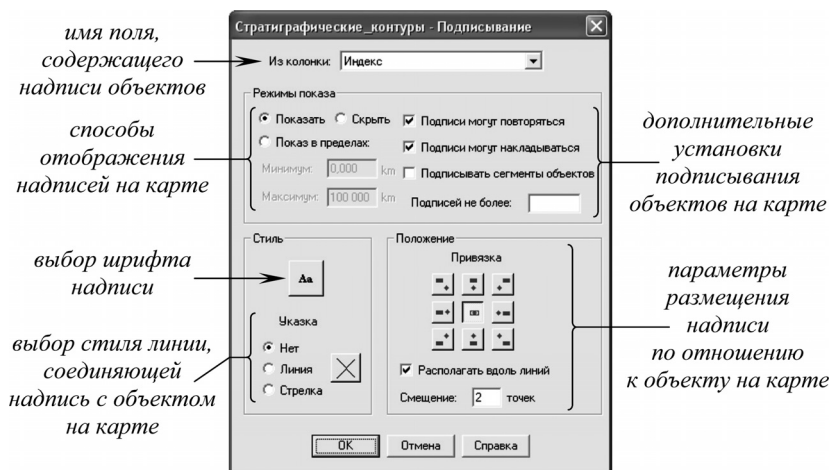 Стратиграфические_контуры - Подписывание
имя поля,
содержащего
надписи объектов
Из колонки: Индекс
Режимы показа
способы
отображения
надписей на карте
Показать Скрыть Подписи могут повторяться
Показ в пределах: Подписи могут накладываться
Минимум: 0,000 km Подписывать сегменты объектов
Максимум: 100 000 km Подписей не более:
дополнительные
установки
подписывания
объектов на карте
Стиль
выбор шрифта
надписи
Aa
Указка
Нет
Линия
Стрелка
выбор стиля линии,
соединяющей
надпись с объектом
на карте
Положение
Привязка
Располагать вдоль линий
Смещение: 2 точек
параметры
размещения
надписи
по отношению
к объекту на карте
OK Отмена Справка